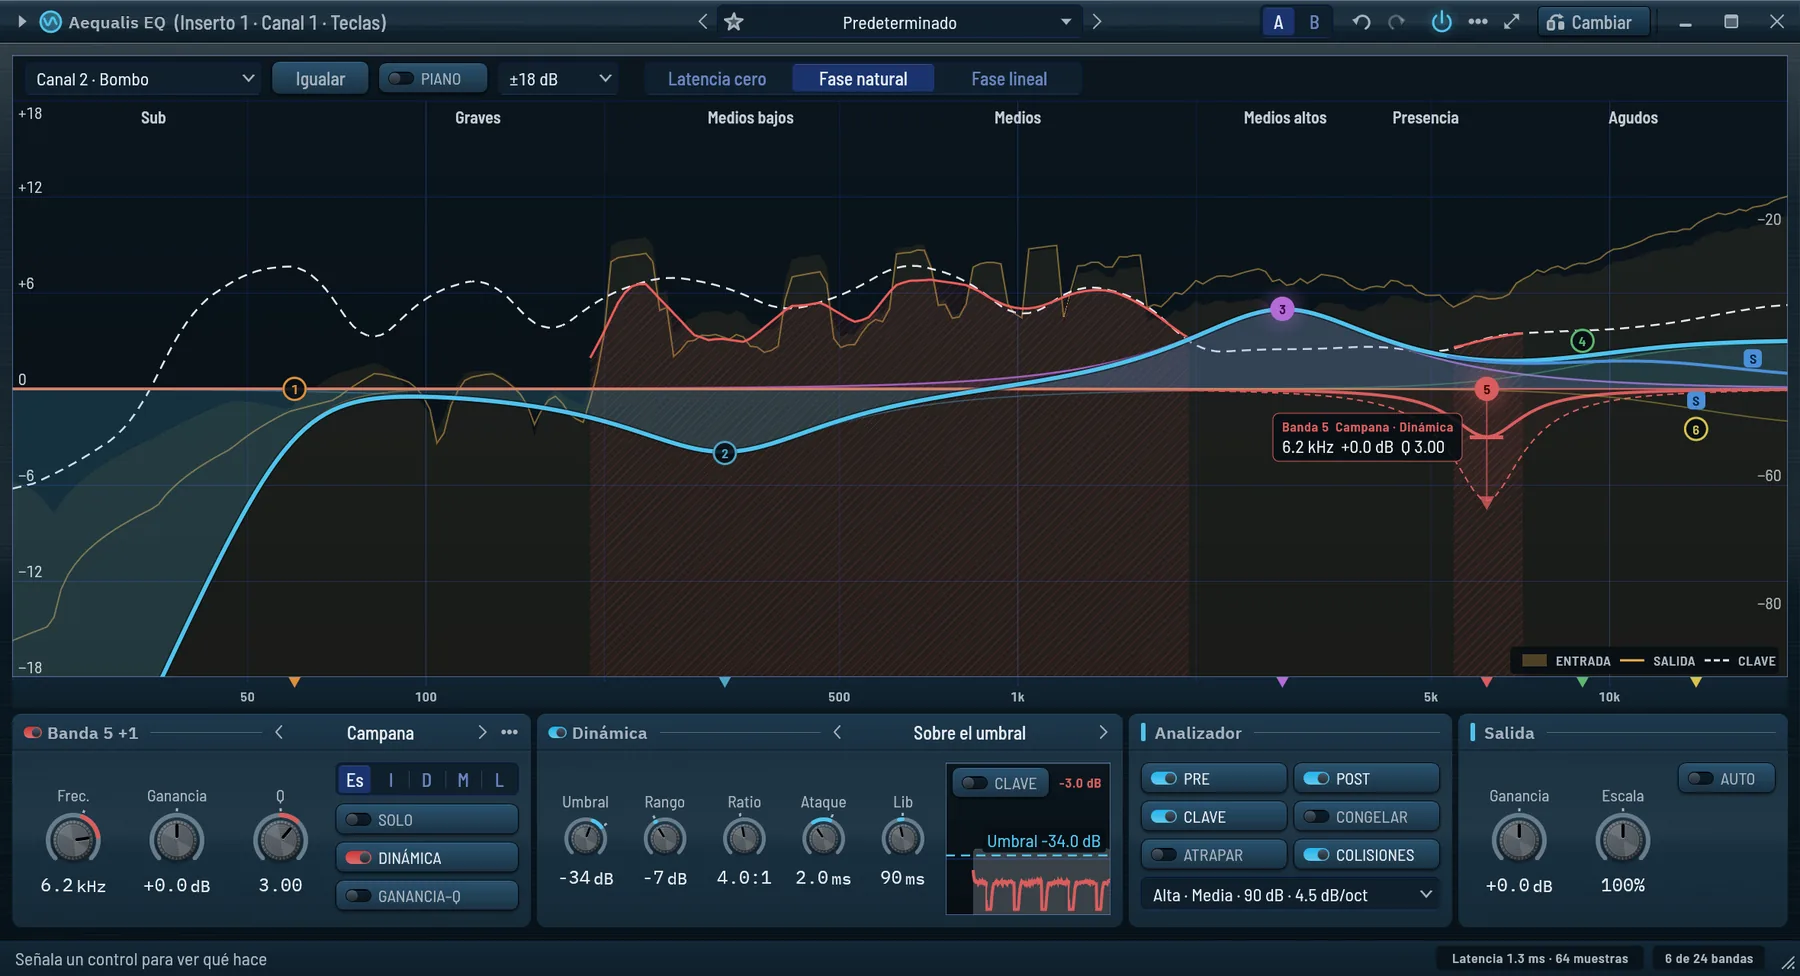 Aequalis EQ (Inserto 1 · Canal 1 · Teclas)
Predeterminado
A B
Cambiar
Canal 2 · Bombo
Igualar
PIANO
±18 dB
Latencia cero
Fase natural
Fase lineal
Sub Graves Medios bajos Medios Medios altos Presencia Agudos
+18
+12
+6
0
−6
−12
−18
−20
−60
−80
1
2
3
4
5
6
S
S
Banda 5 Campana · Dinámica
6.2 kHz +0.0 dB Q 3.00
ENTRADA SALIDA CLAVE
50 100 500 1k 5k 10k
Banda 5 +1
Campana
Frec. Ganancia Q
6.2 kHz +0.0 dB 3.00
Es I D M L
SOLO
DINÁMICA
GANANCIA-Q
Dinámica
Sobre el umbral
Umbral Rango Ratio Ataque Lib
-34 dB -7 dB 4.0:1 2.0 ms 90 ms
CLAVE -3.0 dB
Umbral -34.0 dB
Analizador
PRE POST
CLAVE CONGELAR
ATRAPAR COLISIONES
Alta · Media · 90 dB · 4.5 dB/oct
Salida
AUTO
Ganancia Escala
+0.0 dB 100%
Señala un control para ver qué hace
Latencia 1.3 ms · 64 muestras
6 de 24 bandas